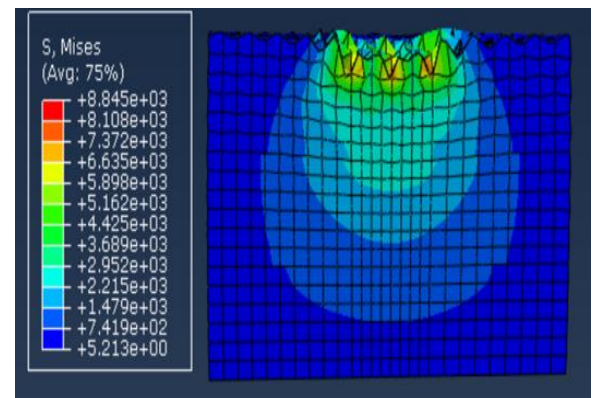 S, Mises
(Avg: 75%)
+8.845e+03
+8.108e+03
+7.372e+03
+6.635e+03
+5.898e+03
+5.162e+03
+4.425e+03
+3.689e+03
+2.952e+03
+2.215e+03
+1.479e+03
+7.419e+02
+5.213e+00